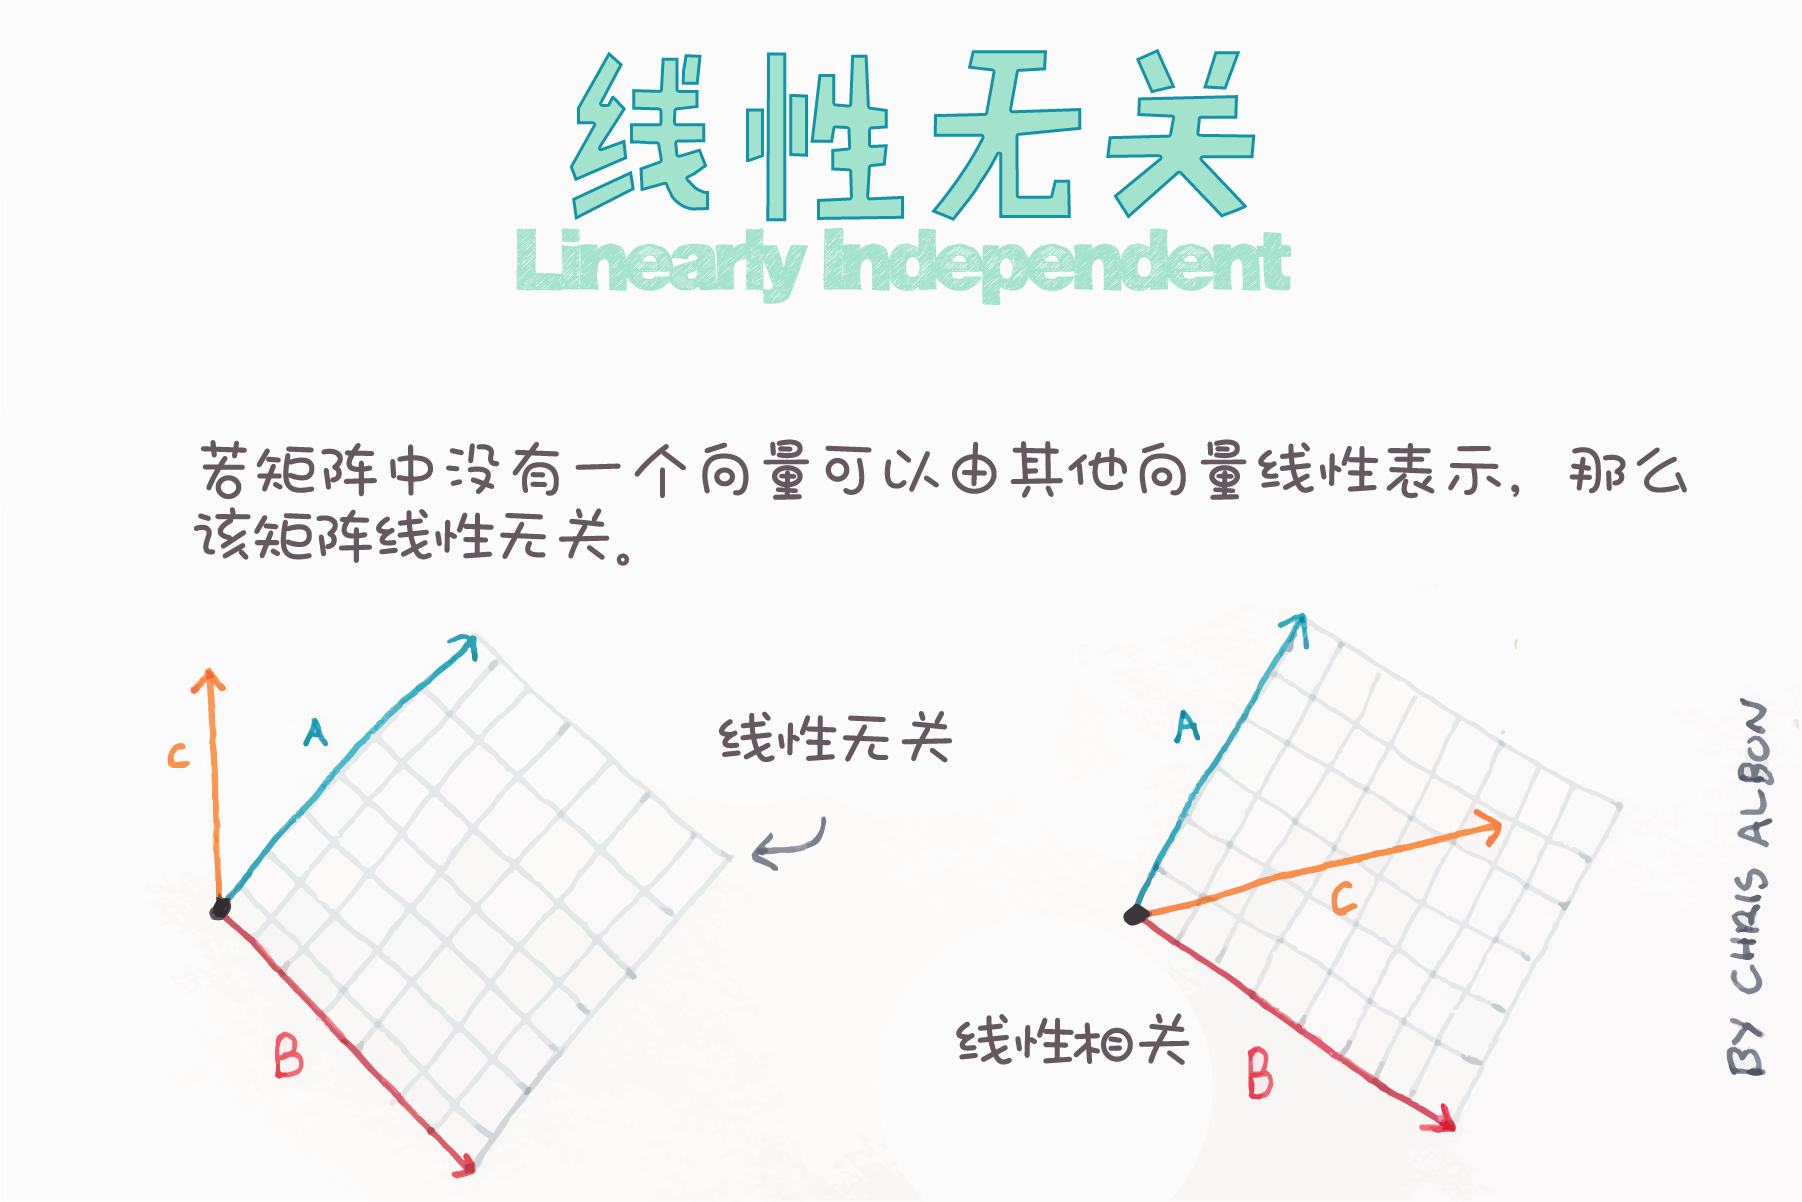 线性无关
Linearly Independent
若矩阵中没有一个向量可以由其他向量线性表示，那么
该矩阵线性无关。
C
A
B
线性无关
A
C
B
线性相关
BY CHRIS ALBON